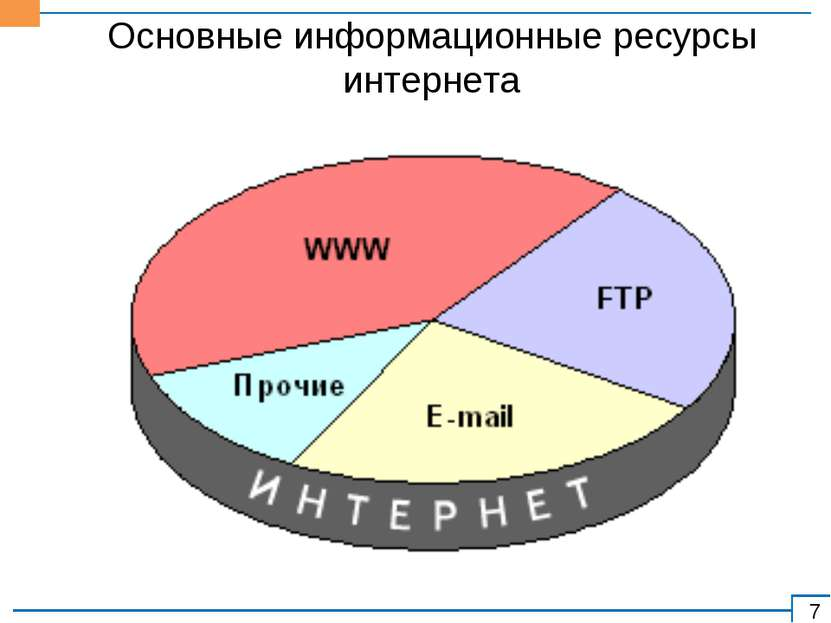 Основные информационные ресурсы
интернета
WWW
FTP
Прочие
E-mail
ИНТЕРНЕТ
7